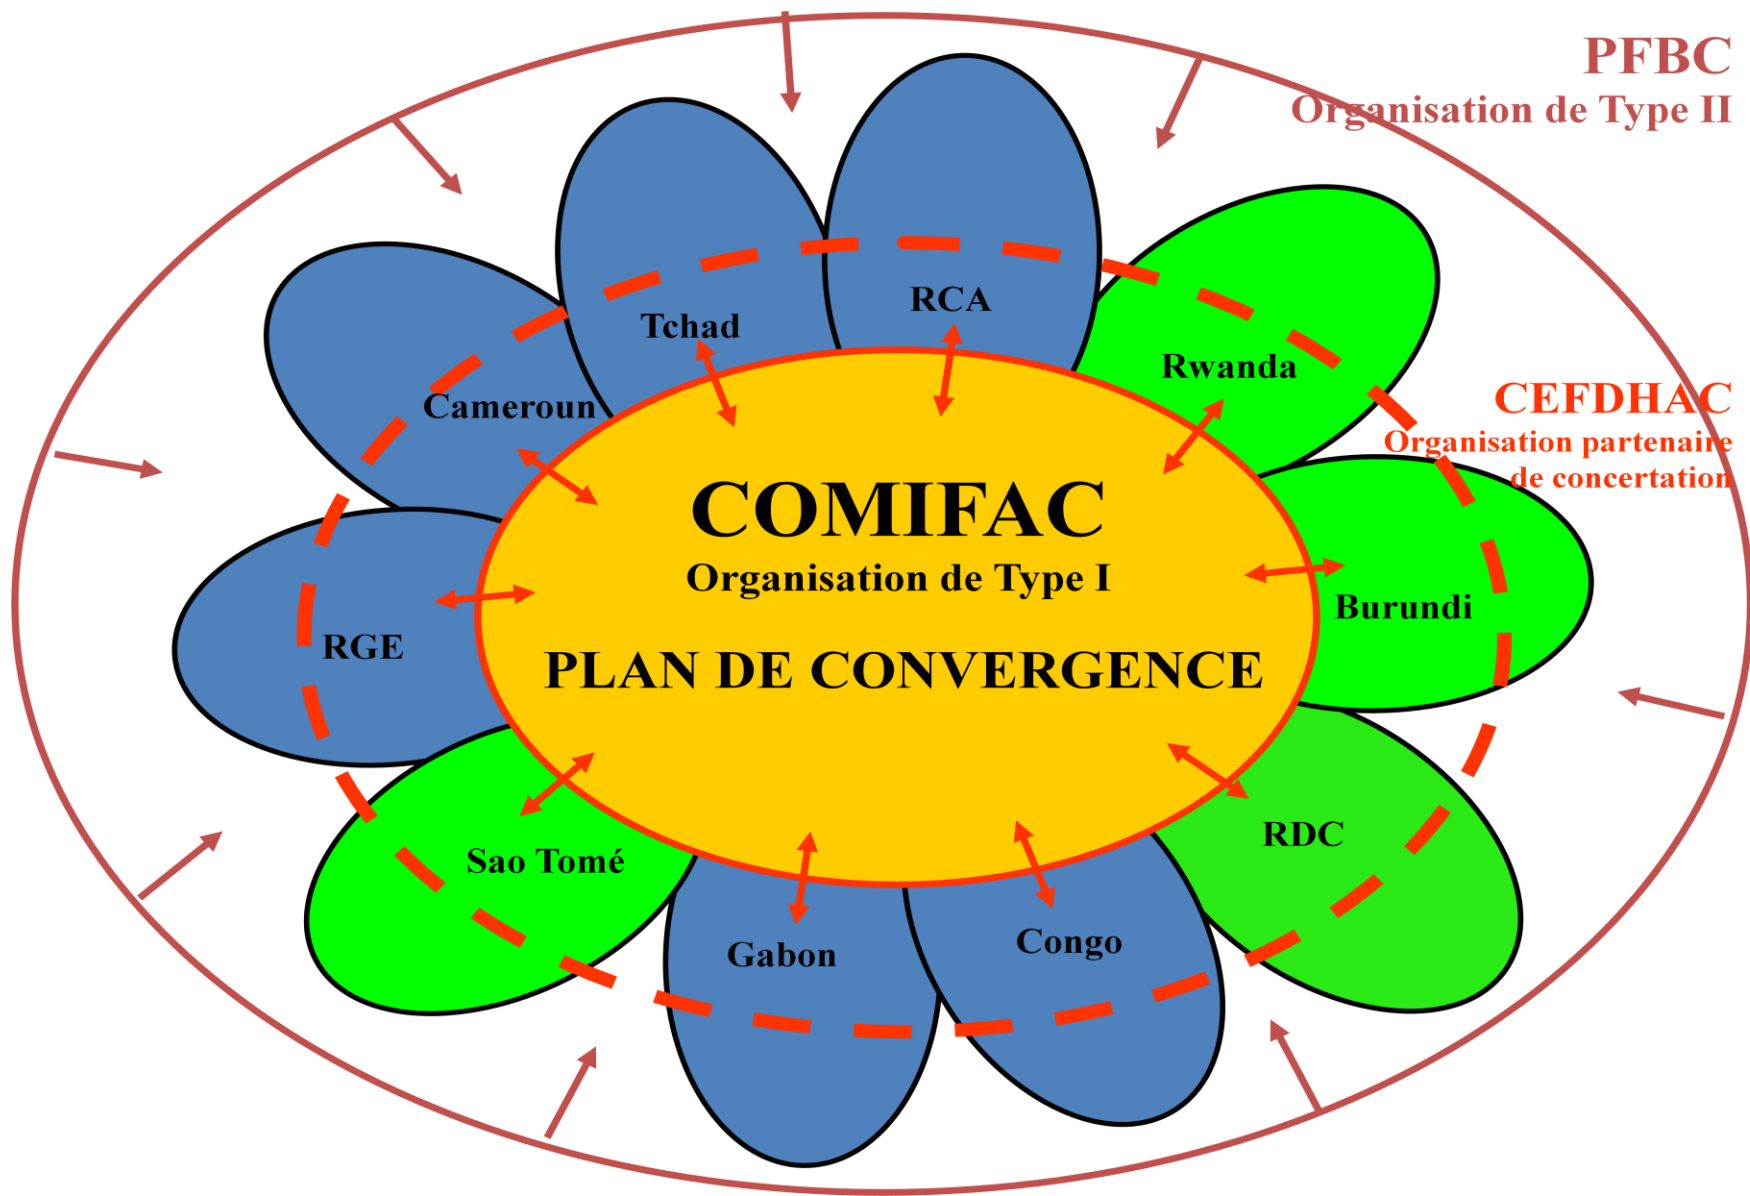 PFBC
Organisation de Type II
RCA
Tchad
Rwanda
Cameroun
CEFDHAC
Organisation partenaire
de concertation
COMIFAC
Organisation de Type I
PLAN DE CONVERGENCE
Burundi
RGE
RDC
Sao Tomé
Gabon
Congo